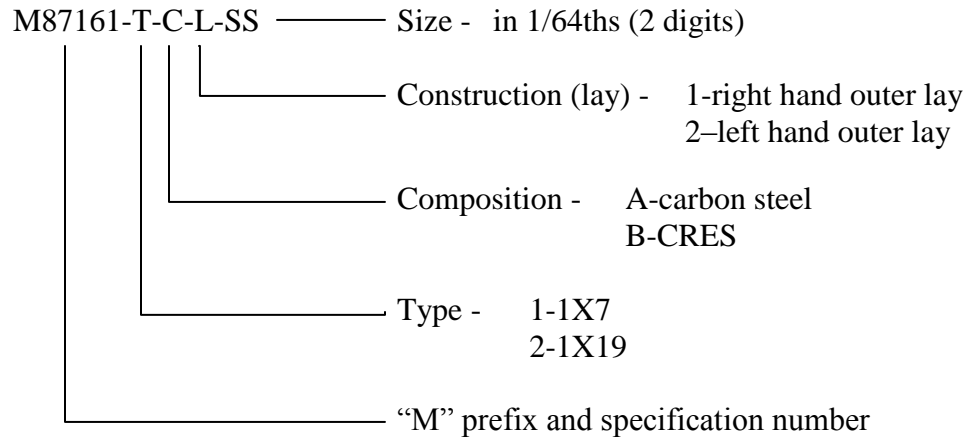 M87161-T-C-L-SS Size - in 1/64ths (2 digits)
Construction (lay) - 1-right hand outer lay
2–left hand outer lay
Composition - A-carbon steel
B-CRES
Type - 1-1X7
2-1X19
“M” prefix and specification number